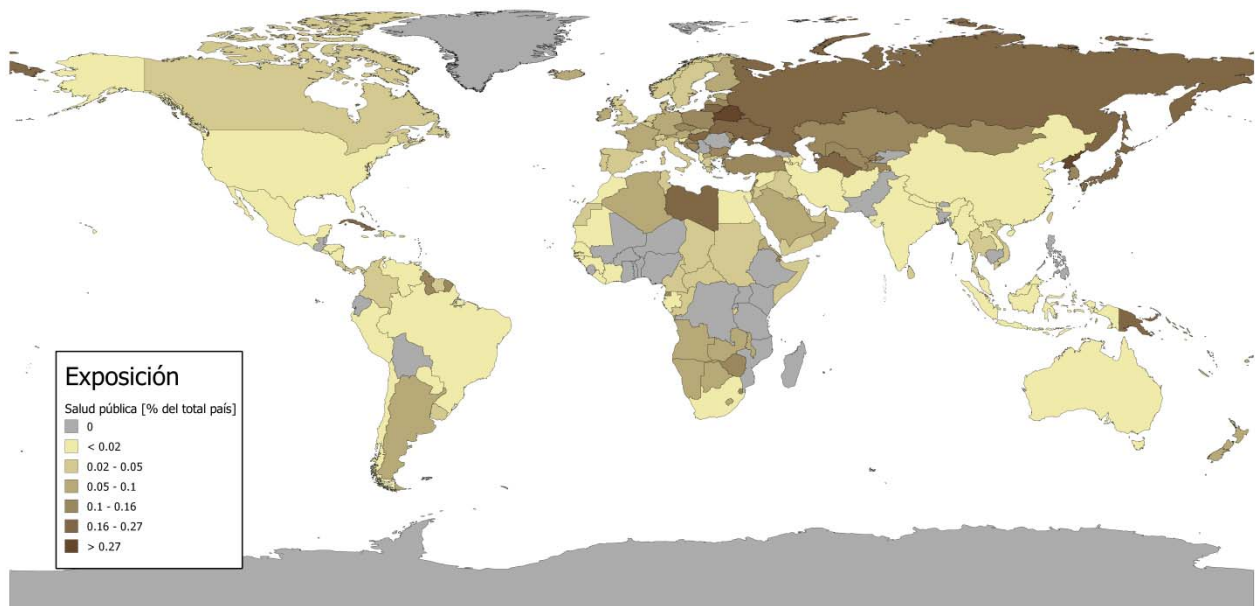 Exposición
Salud pública [% del total país]
0
< 0.02
0.02 - 0.05
0.05 - 0.1
0.1 - 0.16
0.16 - 0.27
> 0.27